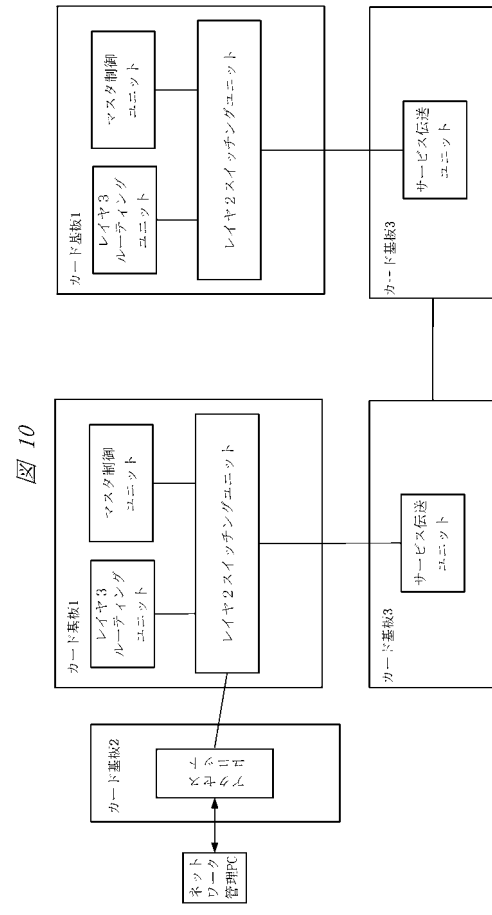 図 10
カード基板1
レイヤ3
ルーティング
ユニット
マスタ制御
ユニット
レイヤ2スイッチングユニット
カード基板1
レイヤ3
ルーティング
ユニット
マスタ制御
ユニット
レイヤ2スイッチングユニット
カード基板2
アクセス
ユニット
ネット
ワーク
管理PC
カード基板3
サービス伝送
ユニット
カード基板3
サービス伝送
ユニット